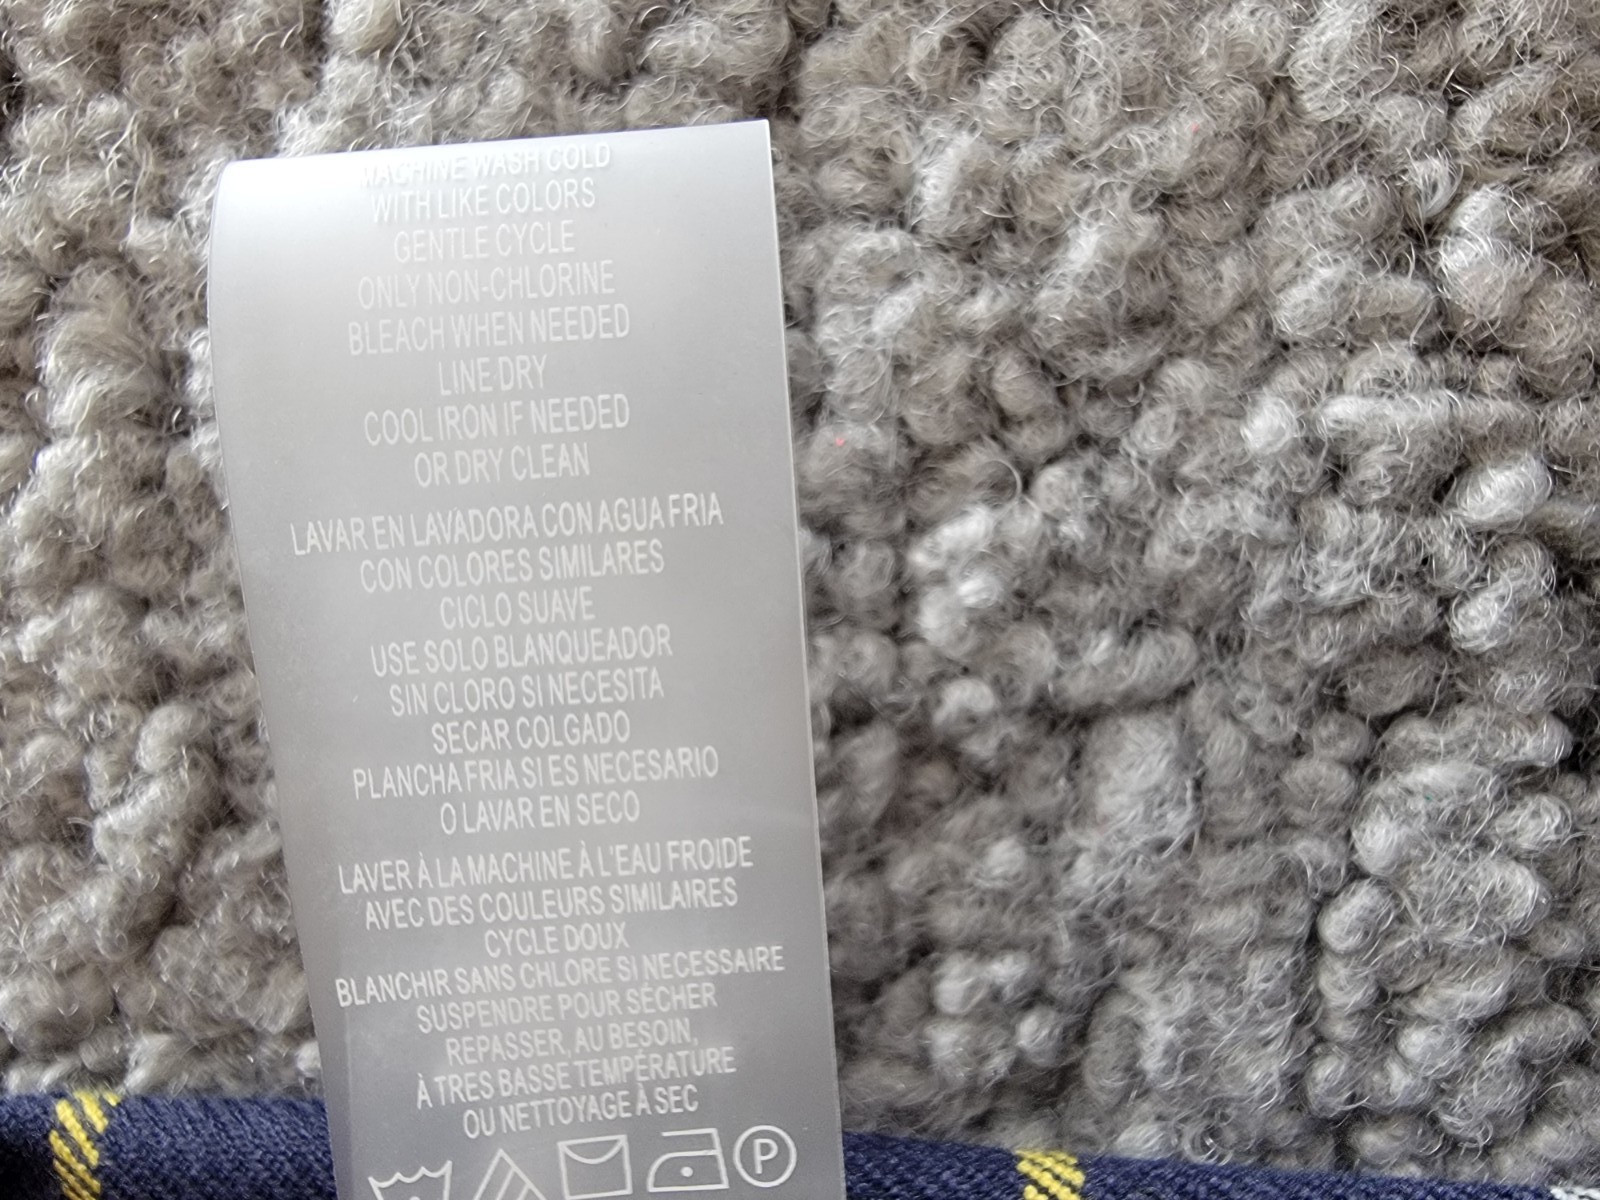 MACHINE WASH COLD
WITH LIKE COLORS
GENTLE CYCLE
ONLY NON-CHLORINE
BLEACH WHEN NEEDED
LINE DRY
COOL IRON IF NEEDED
OR DRY CLEAN
LAVAR EN LAVADORA CON AGUA FRIA
CON COLORES SIMILARES
CICLO SUAVE
USE SOLO BLANQUEADOR
SIN CLORO SI NECESITA
SECAR COLGADO
PLANCHA FRIA SI ES NECESARIO
O LAVAR EN SECO
LAVER À LA MACHINE À L'EAU FROIDE
AVEC DES COULEURS SIMILAIRES
CYCLE DOUX
BLANCHIR SANS CHLORE SI NECESSAIRE
SUSPENDRE POUR SÉCHER
REPASSER, AU BESOIN,
À TRES BASSE TEMPÉRATURE
OU NETTOYAGE À SEC
P